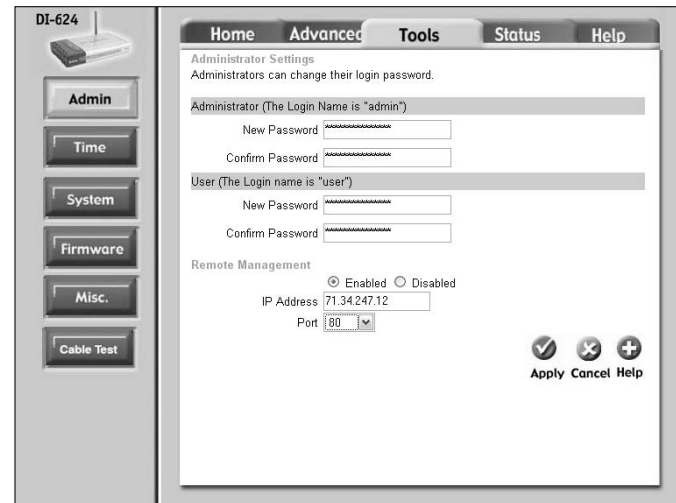 DI-624
Home Advanced Tools Status Help
Admin
Time
System
Firmware
Misc.
Cable Test
Administrator Settings
Administrators can change their login password.
Administrator (The Login Name is "admin")
New Password ****************
Confirm Password ****************
User (The Login name is "user")
New Password ****************
Confirm Password ****************
Remote Management
Enabled Disabled
IP Address 71.34.247.12
Port 80
Apply Cancel Help